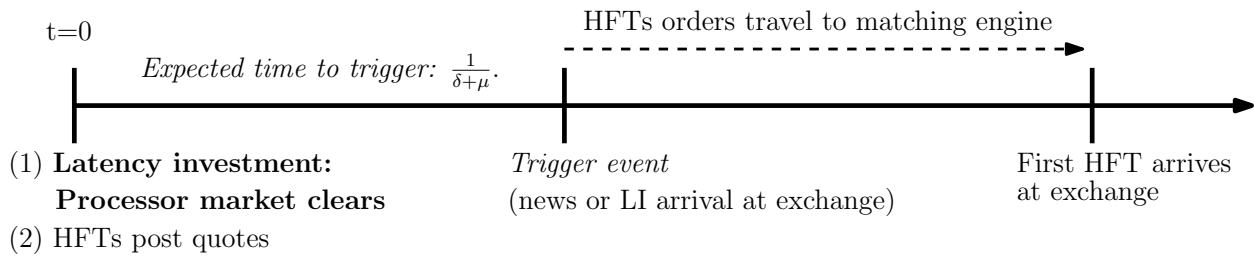 HFTs orders travel to matching engine
t=0
Expected time to trigger: 1/(δ+μ).
(1) Latency investment:
Processor market clears
(2) HFTs post quotes
Trigger event
(news or LI arrival at exchange)
First HFT arrives
at exchange